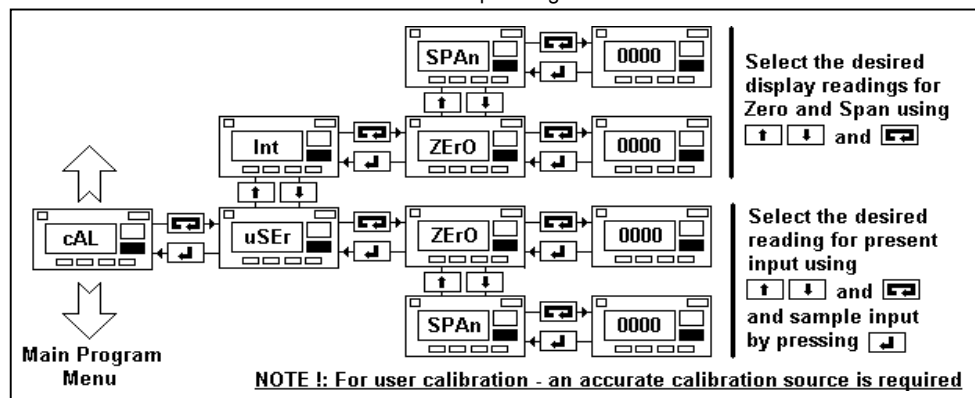 SPAn
0000
Select the desired
display readings for
Zero and Span using
and
Int
ZErO
0000
cAL
uSEr
ZErO
0000
Select the desired
reading for present
input using
and
and sample input
by pressing
SPAn
0000
Main Program
Menu
NOTE !: For user calibration - an accurate calibration source is required